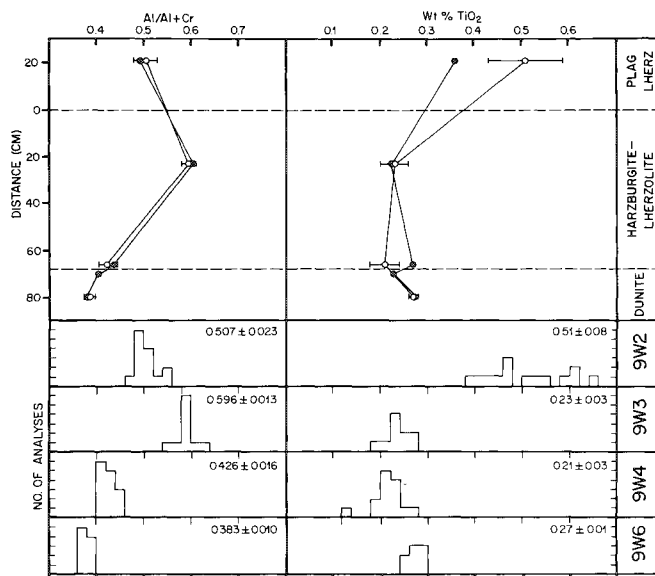 Al/Al+Cr
Wt % TiO2
0.4 0.5 0.6 0.7
0.1 0.2 0.3 0.4 0.5 0.6
DISTANCE (CM)
20
0
20
40
60
80
PLAG LHERZ
HARZBURGITE-LHERZOLITE
DUNITE
NO. OF ANALYSES
0.507±0.023
0.51±0.08
9W2
0.596±0.013
0.23±0.03
9W3
0.426±0.016
0.21±0.03
9W4
0.383±0.010
0.27±0.01
9W6